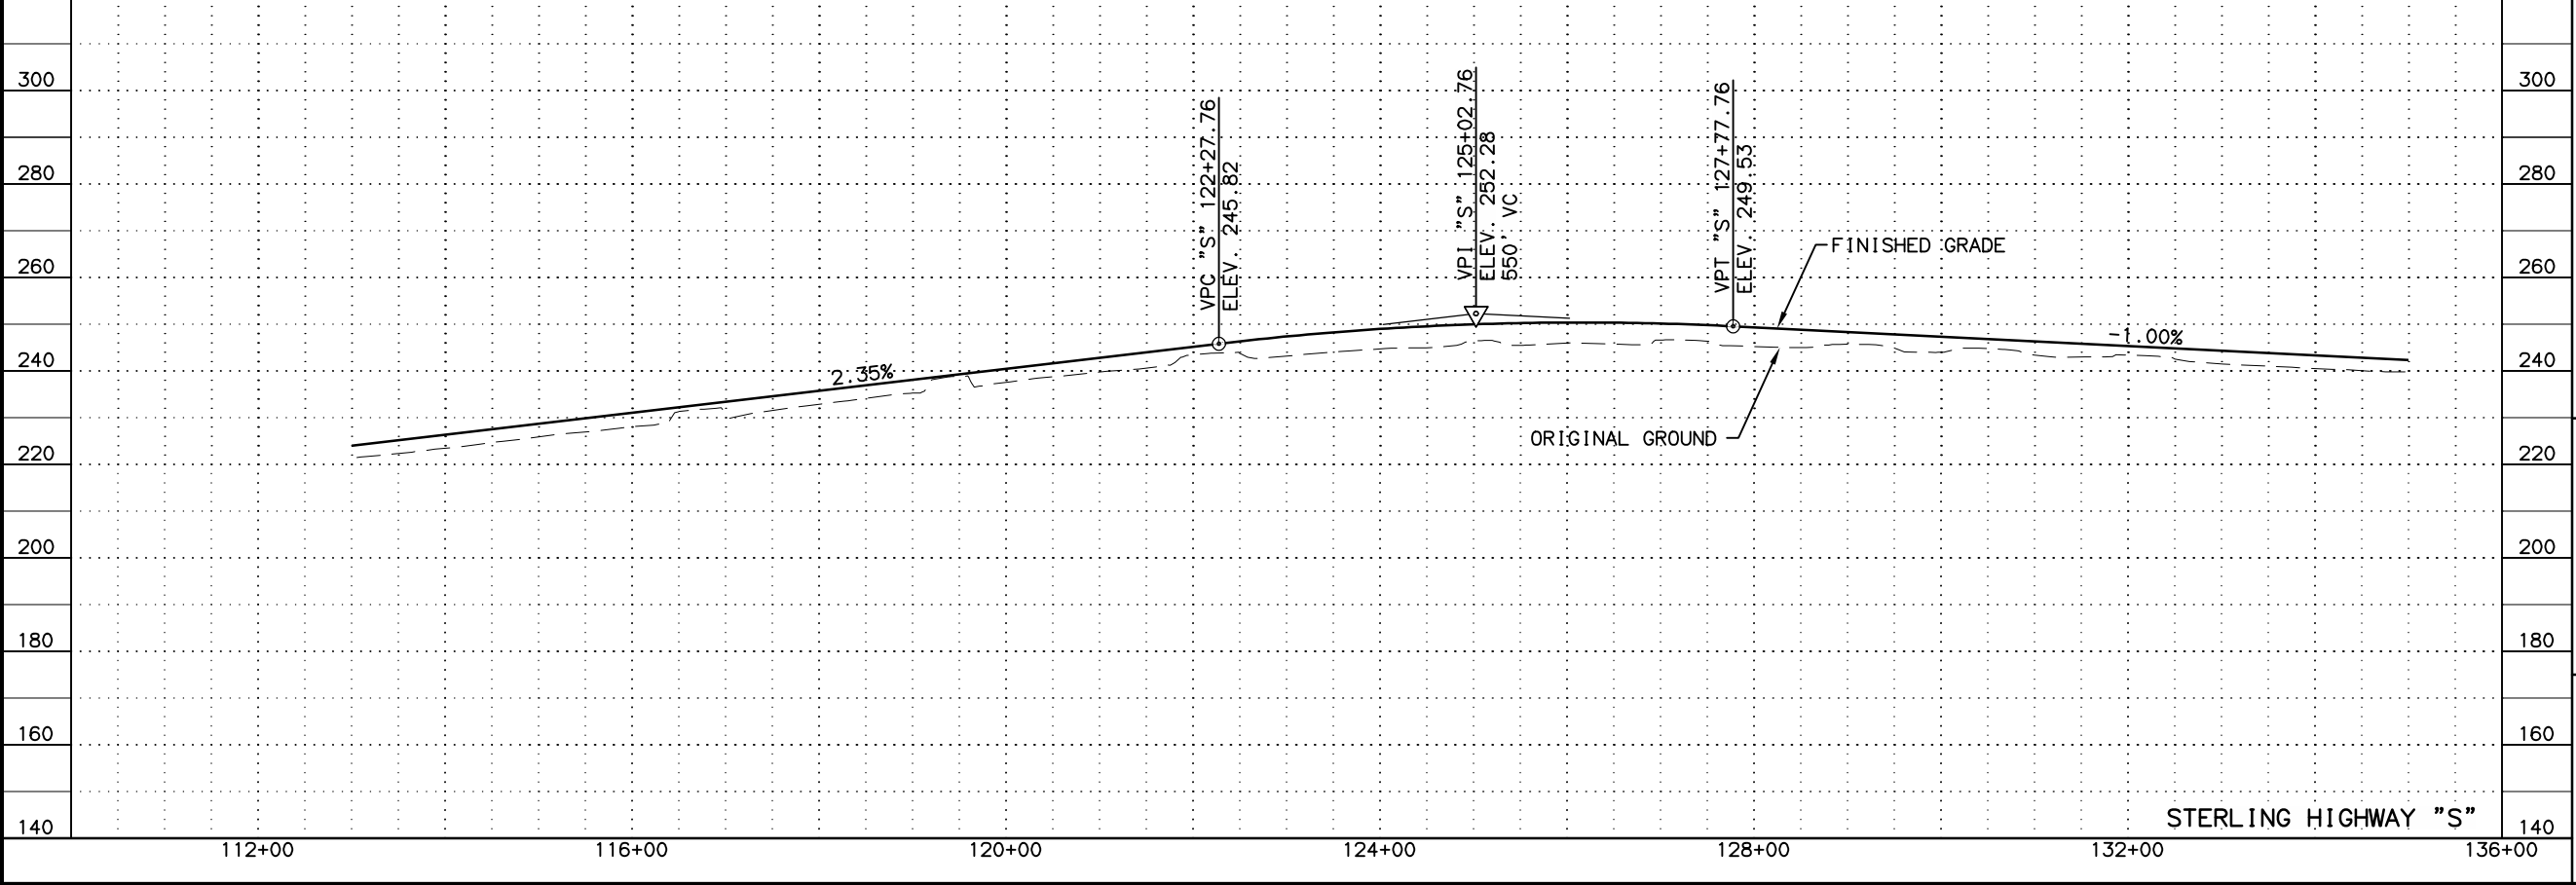 300
280
260
240
220
200
180
160
140
VPC "S" 122+27.76
ELEV. 245.82
VPI "S" 125+02.76
ELEV. 252.28
550' VC
VPT "S" 127+77.76
ELEV. 249.53
FINISHED GRADE
2.35%
-1.00%
ORIGINAL GROUND
300
280
260
240
220
200
180
160
140
STERLING HIGHWAY "S"
112+00 116+00 120+00 124+00 128+00 132+00 136+00